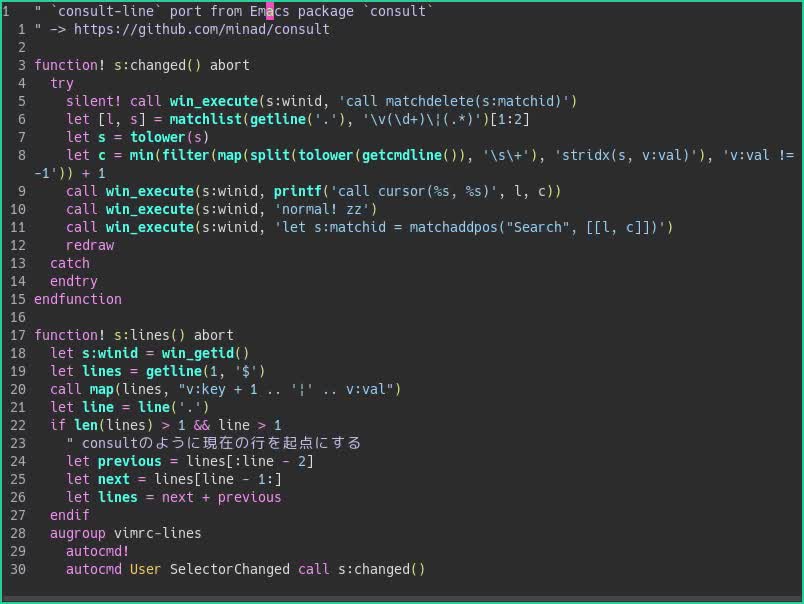 1   " `consult-line` port from Emacs package `consult`
  1 " -> https://github.com/minad/consult
  2
  3 function! s:changed() abort
  4   try
  5     silent! call win_execute(s:winid, 'call matchdelete(s:matchid)')
  6     let [l, s] = matchlist(getline('.'), '\v(\d+)\¦(.*)')[1:2]
  7     let s = tolower(s)
  8     let c = min(filter(map(split(tolower(getcmdline()), '\s\+'), 'stridx(s, v:val)'), 'v:val !=
    -1')) + 1
  9     call win_execute(s:winid, printf('call cursor(%s, %s)', l, c))
 10     call win_execute(s:winid, 'normal! zz')
 11     call win_execute(s:winid, 'let s:matchid = matchaddpos("Search", [[l, c]])')
 12     redraw
 13   catch
 14   endtry
 15 endfunction
 16
 17 function! s:lines() abort
 18   let s:winid = win_getid()
 19   let lines = getline(1, '$')
 20   call map(lines, "v:key + 1 .. '¦' .. v:val")
 21   let line = line('.')
 22   if len(lines) > 1 && line > 1
 23     " consultのように現在の行を起点にする
 24     let previous = lines[:line - 2]
 25     let next = lines[line - 1:]
 26     let lines = next + previous
 27   endif
 28   augroup vimrc-lines
 29     autocmd!
 30     autocmd User SelectorChanged call s:changed()